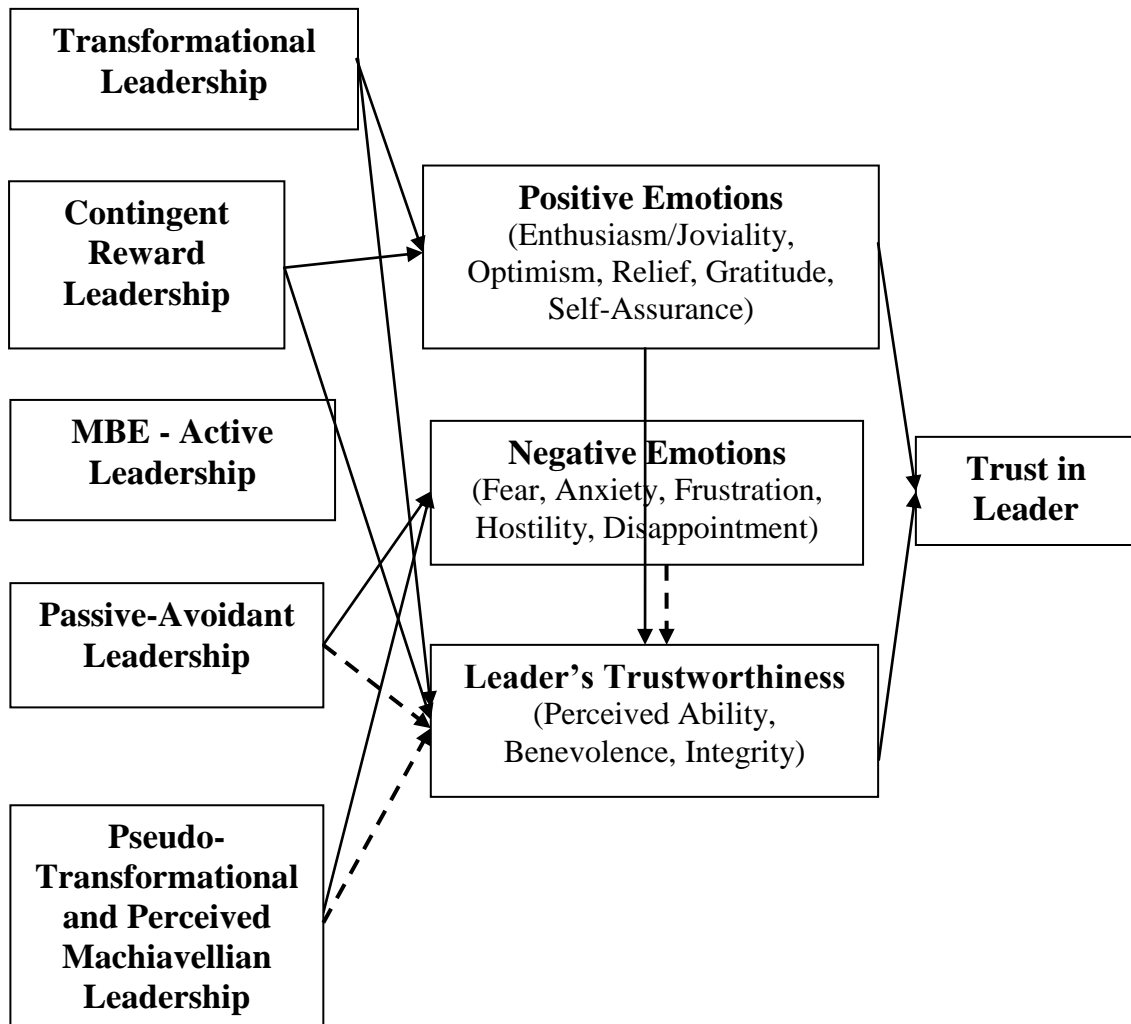 Transformational
Leadership
Contingent
Reward
Leadership
MBE - Active
Leadership
Passive-Avoidant
Leadership
Pseudo-
Transformational
and Perceived
Machiavellian
Leadership
Positive Emotions
(Enthusiasm/Joviality,
Optimism, Relief, Gratitude,
Self-Assurance)
Negative Emotions
(Fear, Anxiety, Frustration,
Hostility, Disappointment)
Leader’s Trustworthiness
(Perceived Ability,
Benevolence, Integrity)
Trust in
Leader